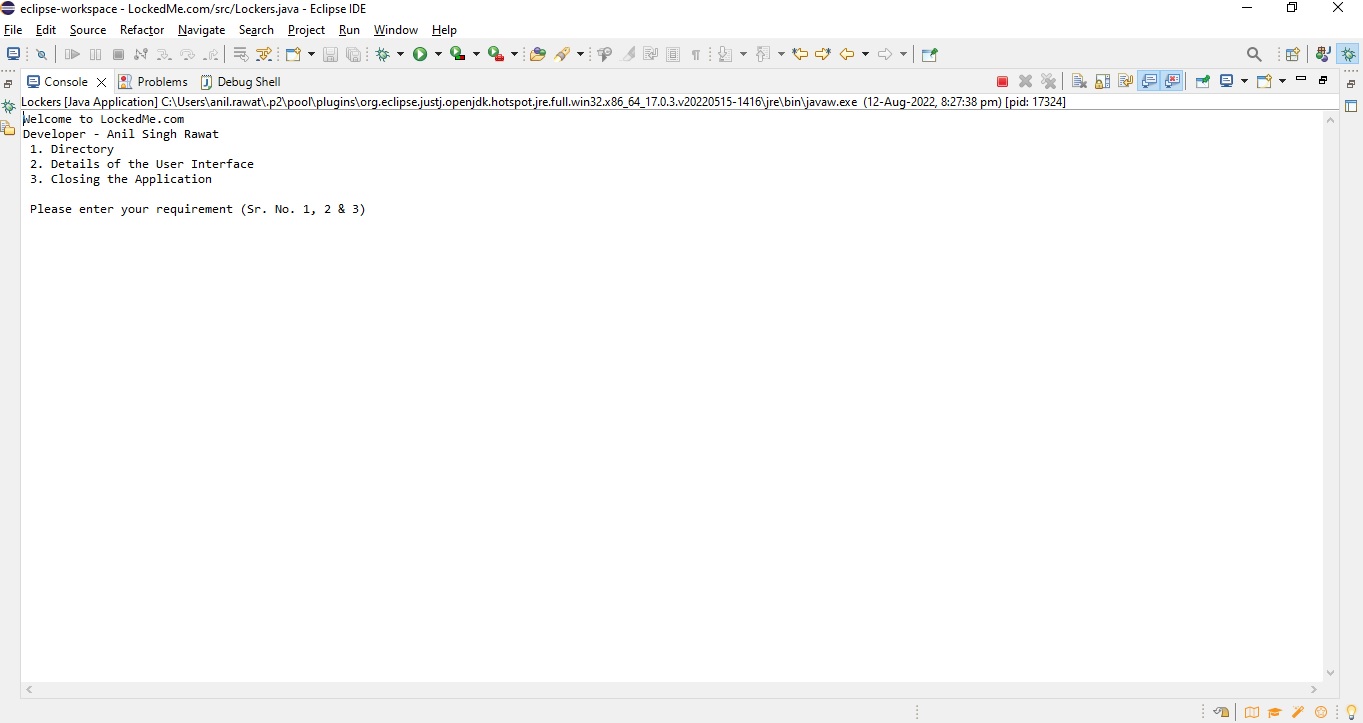 eclipse-workspace - LockedMe.com/src/Lockers.java - Eclipse IDE
File Edit Source Refactor Navigate Search Project Run Window Help
Console Problems Debug Shell
Lockers [Java Application] C:\Users\anil.rawat\.p2\pool\plugins\org.eclipse.justj.openjdk.hotspot.jre.full.win32.x86_64_17.0.3.v20220515-1416\jre\bin\javaw.exe (12-Aug-2022, 8:27:38 pm) [pid: 17324]
Welcome to LockedMe.com
Developer - Anil Singh Rawat
1. Directory
2. Details of the User Interface
3. Closing the Application
Please enter your requirement (Sr. No. 1, 2 & 3)